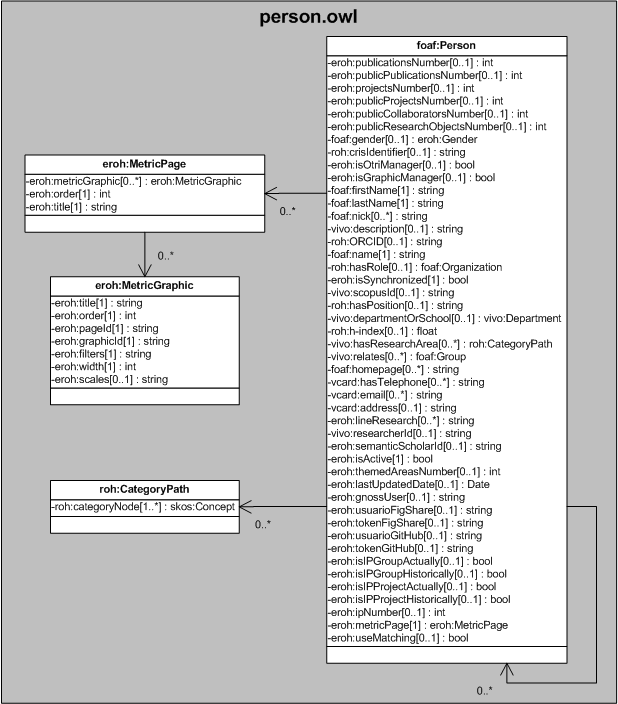 person.owl
foaf:Person
-eroh:publicationsNumber[0..1] : int
-eroh:publicPublicationsNumber[0..1] : int
-eroh:projectsNumber[0..1] : int
-eroh:publicProjectsNumber[0..1] : int
-eroh:publicCollaboratorsNumber[0..1] : int
-eroh:publicResearchObjectsNumber[0..1] : int
-foaf:gender[0..1] : eroh:Gender
-roh:crisIdentifier[0..1] : string
-eroh:isOtriManager[0..1] : bool
-eroh:isGraphicManager[0..1] : bool
-foaf:firstName[1] : string
-foaf:lastName[1] : string
-foaf:nick[0..*] : string
-vivo:description[0..1] : string
-roh:ORCID[0..1] : string
-foaf:name[1] : string
-roh:hasRole[0..1] : foaf:Organization
-eroh:isSynchronized[1] : bool
-vivo:scopusId[0..1] : string
-roh:hasPosition[0..1] : string
-vivo:departmentOrSchool[0..1] : vivo:Department
-roh:h-index[0..1] : float
-vivo:hasResearchArea[0..*] : roh:CategoryPath
-vivo:relates[0..*] : foaf:Group
-foaf:homepage[0..*] : string
-vcard:hasTelephone[0..*] : string
-vcard:email[0..*] : string
-vcard:address[0..1] : string
-eroh:lineResearch[0..*] : string
-vivo:researcherId[0..1] : string
-eroh:semanticScholarId[0..1] : string
-eroh:isActive[1] : bool
-eroh:themedAreasNumber[0..1] : int
-eroh:lastUpdatedDate[0..1] : Date
-eroh:gnossUser[0..1] : string
-eroh:usuarioFigShare[0..1] : string
-eroh:tokenFigShare[0..1] : string
-eroh:usuarioGitHub[0..1] : string
-eroh:tokenGitHub[0..1] : string
-eroh:isIPGroupActually[0..1] : bool
-eroh:isIPGroupHistorically[0..1] : bool
-eroh:isIPProjectActually[0..1] : bool
-eroh:isIPProjectHistorically[0..1] : bool
-eroh:ipNumber[0..1] : int
-eroh:metricPage[1] : eroh:MetricPage
-eroh:useMatching[0..1] : bool
0..*
eroh:MetricPage
-eroh:metricGraphic[0..*] : eroh:MetricGraphic
-eroh:order[1] : int
-eroh:title[1] : string
0..*
0..*
eroh:MetricGraphic
-eroh:title[1] : string
-eroh:order[1] : int
-eroh:pageId[1] : string
-eroh:graphicId[1] : string
-eroh:filters[1] : string
-eroh:width[1] : int
-eroh:scales[0..1] : string
roh:CategoryPath
-roh:categoryNode[1..*] : skos:Concept
0..*